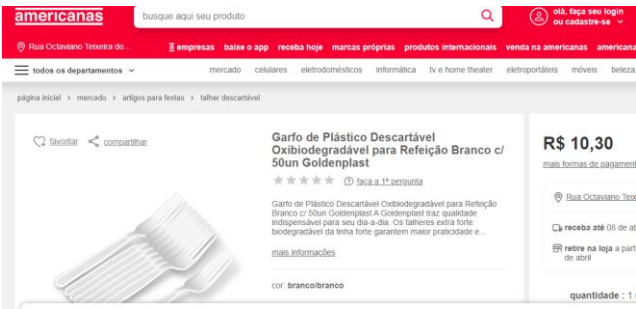 americanas
busque aqui seu produto
olá, faça seu login
ou cadastre-se
Rua Octaviano Teixeira do...
empresas baixe o app receba hoje marcas próprias produtos internacionais venda na americanas americana
todos os departamentos
mercado celulares eletrodomésticos informática tv e home theater eletroportáteis móveis beleza
página inicial > mercado > artigos para festas > talher descartável
favoritar compartilhar
Garfo de Plástico Descartável
Oxibiodegradável para Refeição Branco c/
50un Goldenplast
faça a 1ª pergunta
Garfo de Plástico Descartável Oxibiodegradável para Refeição
Branco c/ 50un Goldenplast A Goldenplast traz qualidade
indispensável para seu dia-a-dia. Os talheres extra forte
biodegradável da linha forte garantem maior praticidade e...
mais informações
cor: branco/branco
R$ 10,30
mais formas de pagament
Rua Octaviano Teix
receba até 08 de ab
retire na loja a part
de abril
quantidade : 1